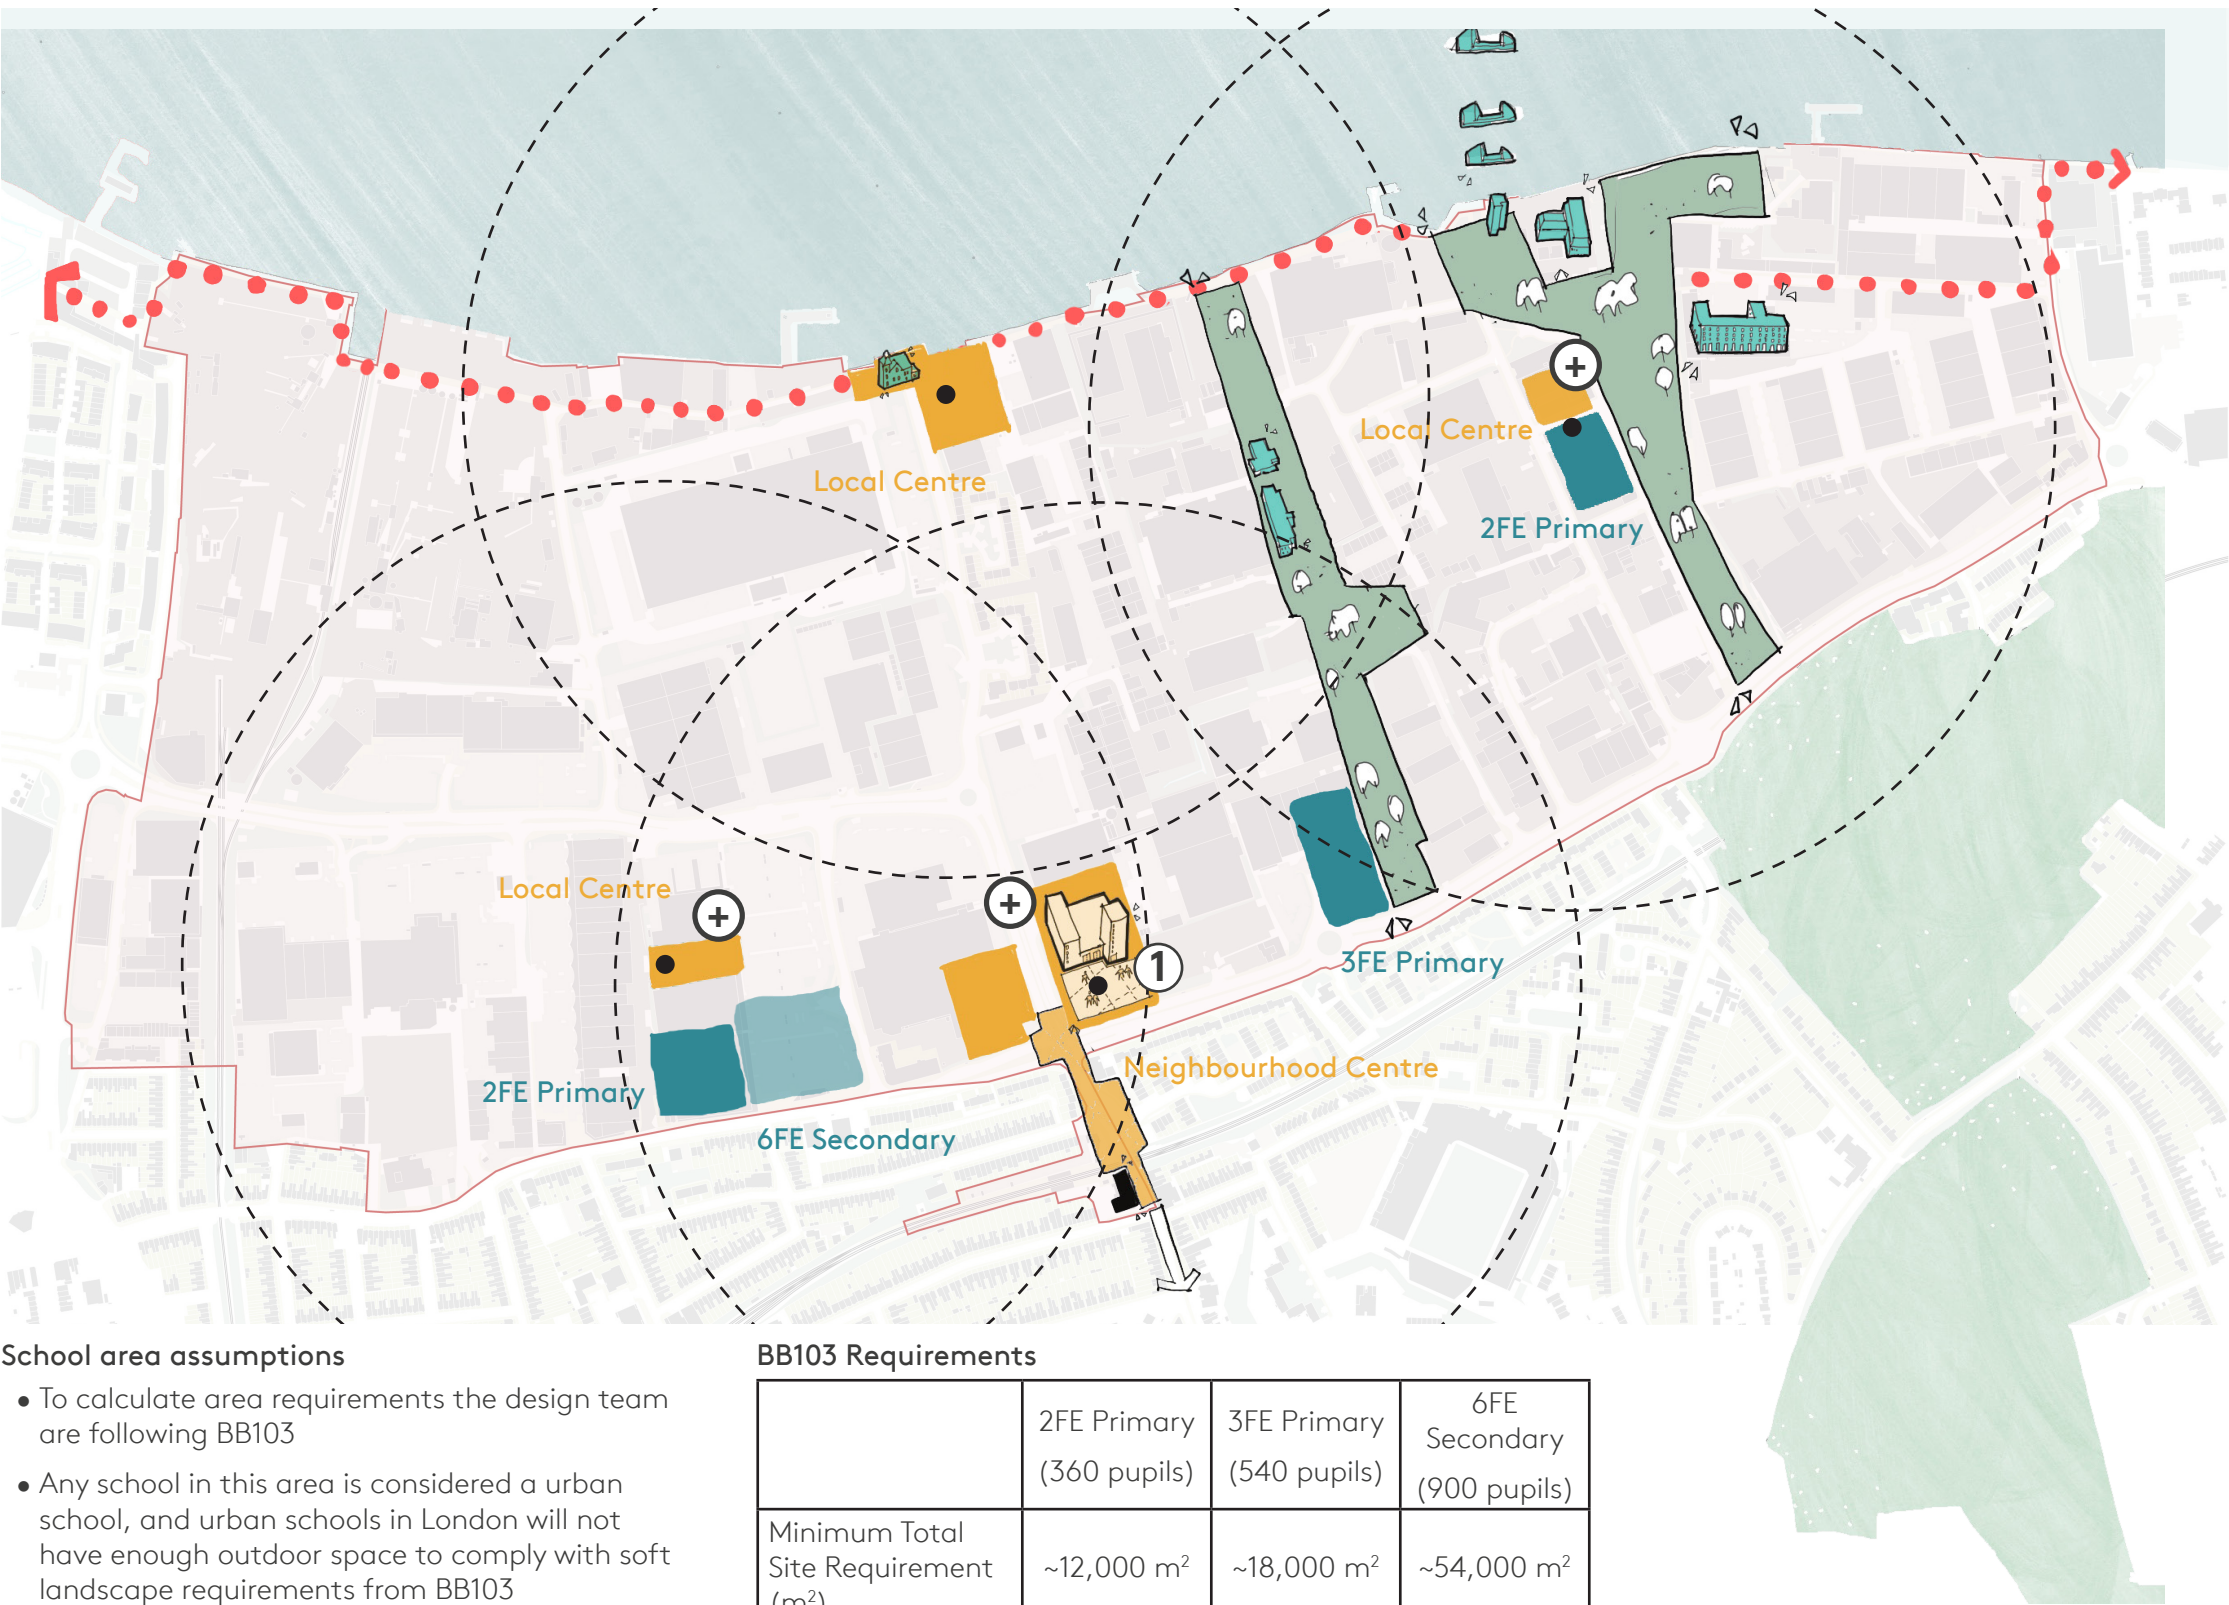 Local Centre
Local Centre
2FE Primary
Local Centre
+
+
+
1
3FE Primary
Neighbourhood Centre
2FE Primary
6FE Secondary
School area assumptions
• To calculate area requirements the design team
are following BB103
• Any school in this area is considered a urban
school, and urban schools in London will not
have enough outdoor space to comply with soft
landscape requirements from BB103
BB103 Requirements
2FE Primary
(360 pupils)
3FE Primary
(540 pupils)
6FE
Secondary
(900 pupils)
Minimum Total
Site Requirement
(m²)
~12,000 m²
~18,000 m²
~54,000 m²